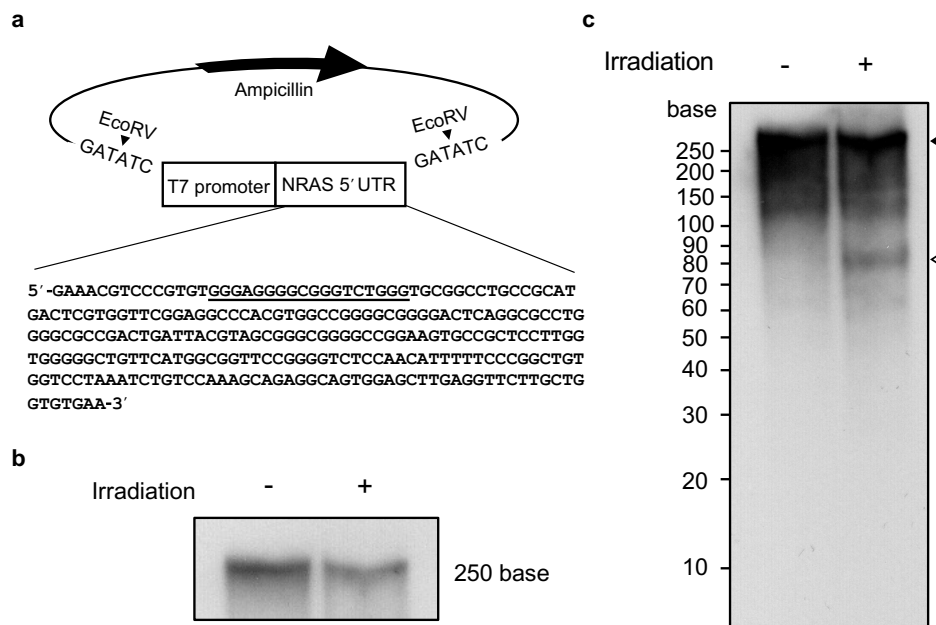 a
Ampicillin
EcoRV
GATATC
EcoRV
GATATC
T7 promoter
NRAS 5′ UTR
5′-GAAACGTCCCGTGTGGGAGGGGCGGGTCTGGGTGCGGCCTGCCGCAT
GACTCGTGGTTCGGAGGCCCACGTGGCCGGGGCGGGGACTCAGGCGCCTG
GGGCGCCGACTGATTACGTAGCGGGCGGGGCCGGAAGTGCCGCTCCTTGG
TGGGGGCTGTTCATGGCGGTTCCGGGGTCTCCAACATTTTTCCCGGCTGT
GGTCCTAAATCTGTCCAAAGCAGAGGCAGTGGAGCTTGAGGTTCTTGCTG
GTGTGAA-3′
b
Irradiation - +
250 base
c
Irradiation - +
base
250
200
150
100
90
80
70
60
50
40
30
20
10